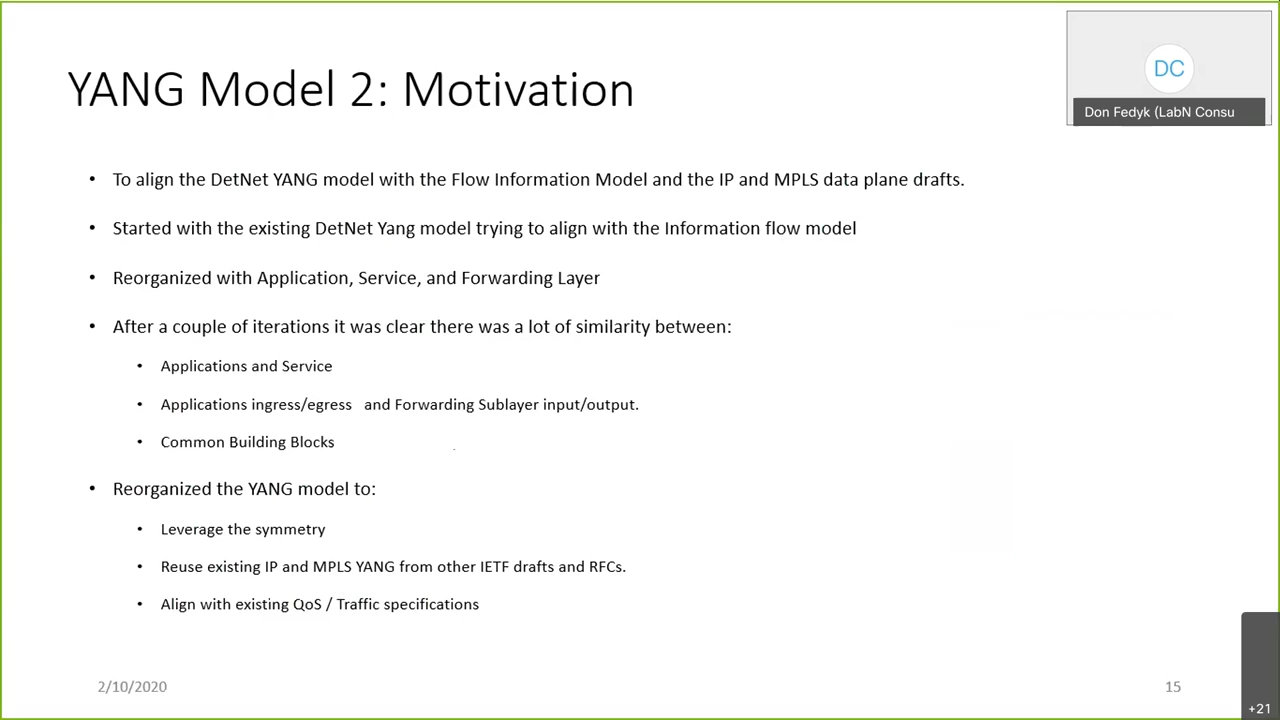 YANG Model 2: Motivation
DC
Don Fedyk (LabN Consu
• To align the DetNet YANG model with the Flow Information Model and the IP and MPLS data plane drafts.
• Started with the existing DetNet Yang model trying to align with the Information flow model
• Reorganized with Application, Service, and Forwarding Layer
• After a couple of iterations it was clear there was a lot of similarity between:
• Applications and Service
• Applications ingress/egress and Forwarding Sublayer input/output.
• Common Building Blocks
• Reorganized the YANG model to:
• Leverage the symmetry
• Reuse existing IP and MPLS YANG from other IETF drafts and RFCs.
• Align with existing QoS / Traffic specifications
2/10/2020
15
+21